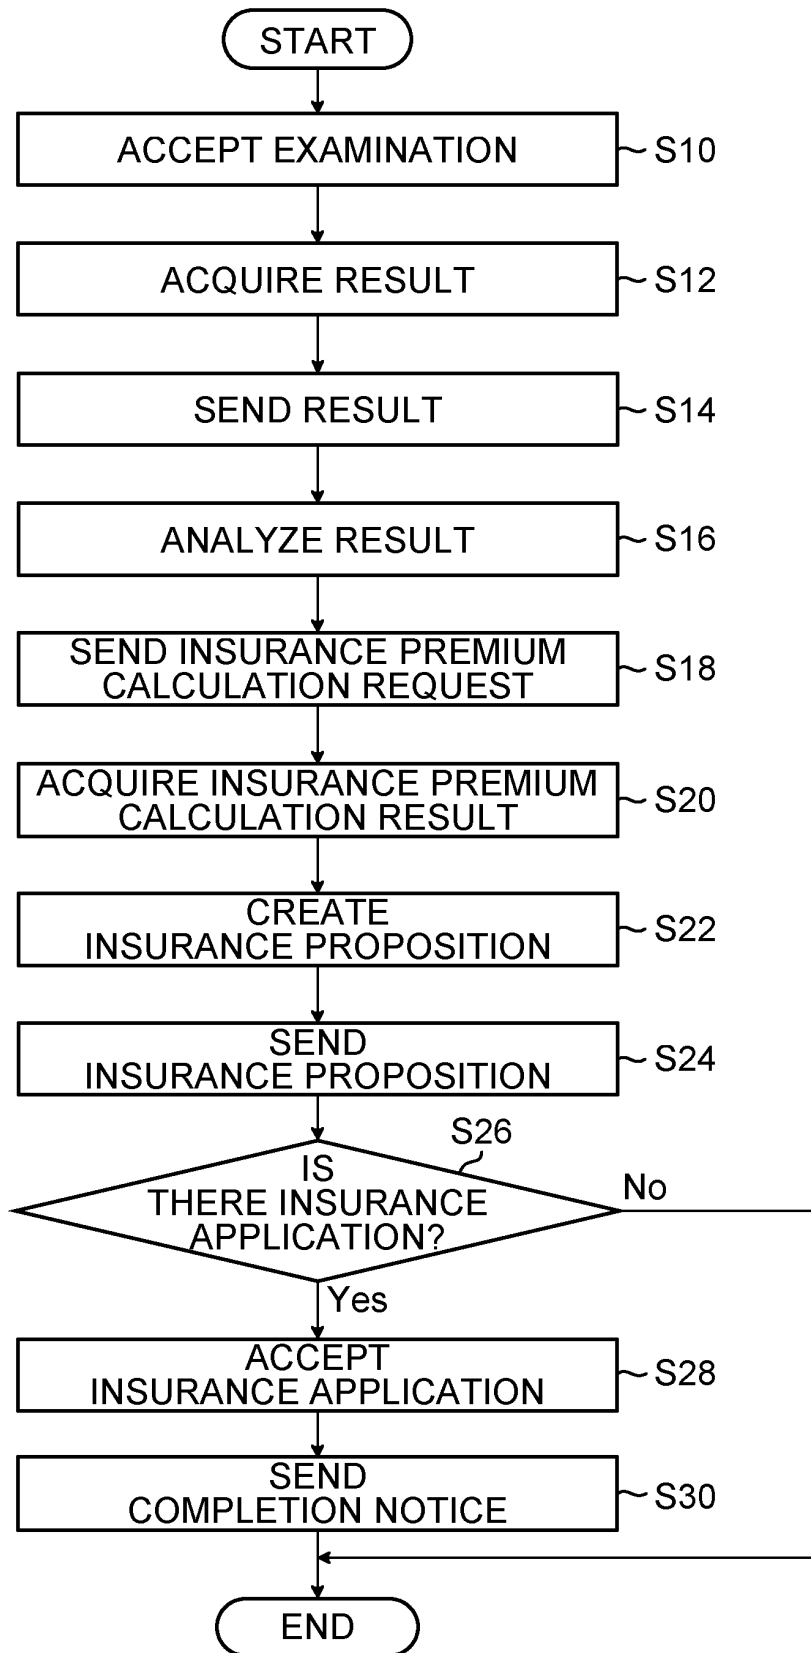 START
ACCEPT EXAMINATION
S10
ACQUIRE RESULT
S12
SEND RESULT
S14
ANALYZE RESULT
S16
SEND INSURANCE PREMIUM
CALCULATION REQUEST
S18
ACQUIRE INSURANCE PREMIUM
CALCULATION RESULT
S20
CREATE
INSURANCE PROPOSITION
S22
SEND
INSURANCE PROPOSITION
S24
S26
IS
THERE INSURANCE
APPLICATION?
No
Yes
ACCEPT
INSURANCE APPLICATION
S28
SEND
COMPLETION NOTICE
S30
END